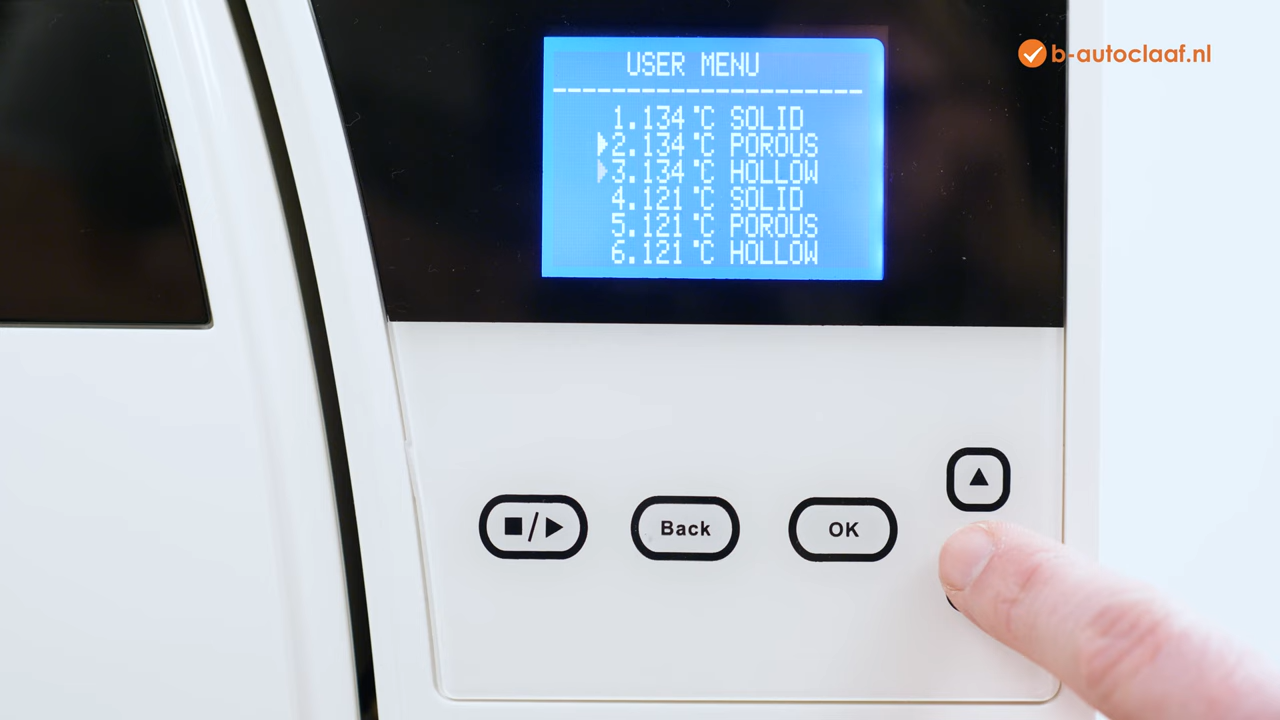 b-autoclaaf.nl
USER MENU
1.134°C SOLID
2.134°C POROUS
3.134°C HOLLOW
4.121°C SOLID
5.121°C POROUS
6.121°C HOLLOW
Back
OK